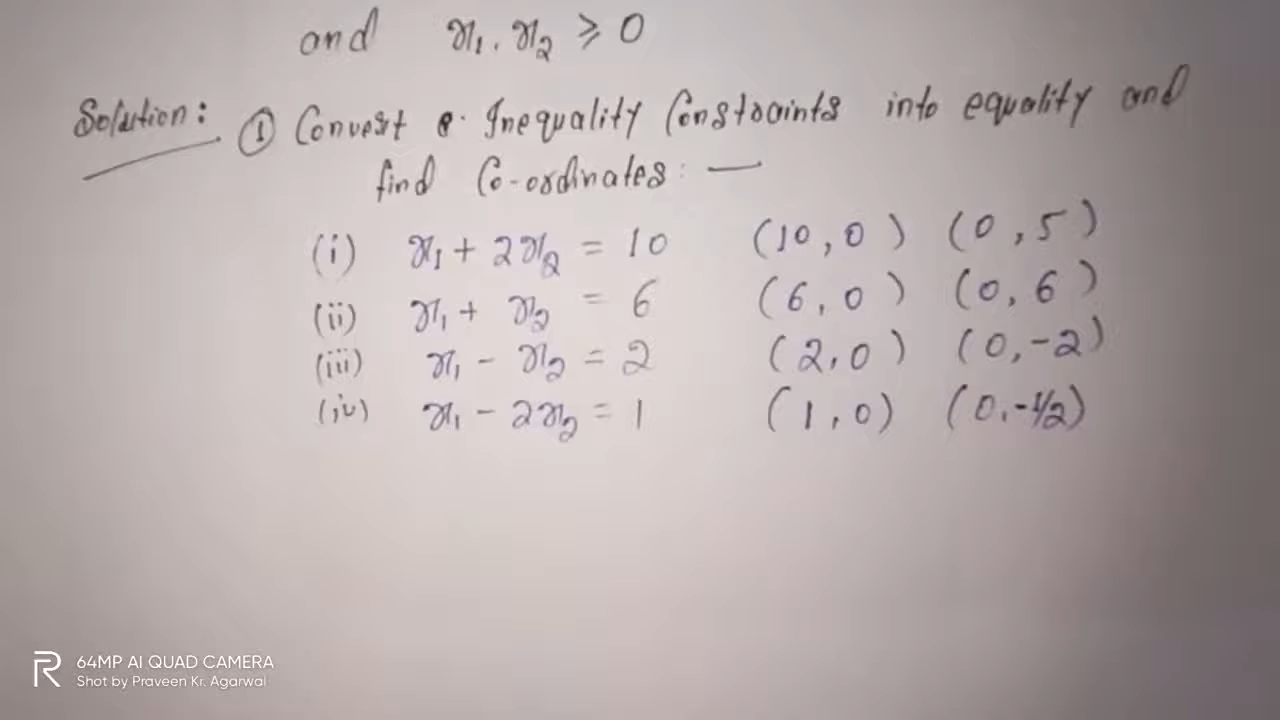 and x₁, x₂ ≥ 0
Solution: ① Convert Inequality Constraints into equality and
find Co-ordinates: —
(i) x₁ + 2x₂ = 10 (10, 0) (0, 5)
(ii) x₁ + x₂ = 6 (6, 0) (0, 6)
(iii) x₁ - x₂ = 2 (2, 0) (0, -2)
(iv) x₁ - 2x₂ = 1 (1, 0) (0, -1/2)
64MP AI QUAD CAMERA
Shot by Praveen Kr. Agarwal